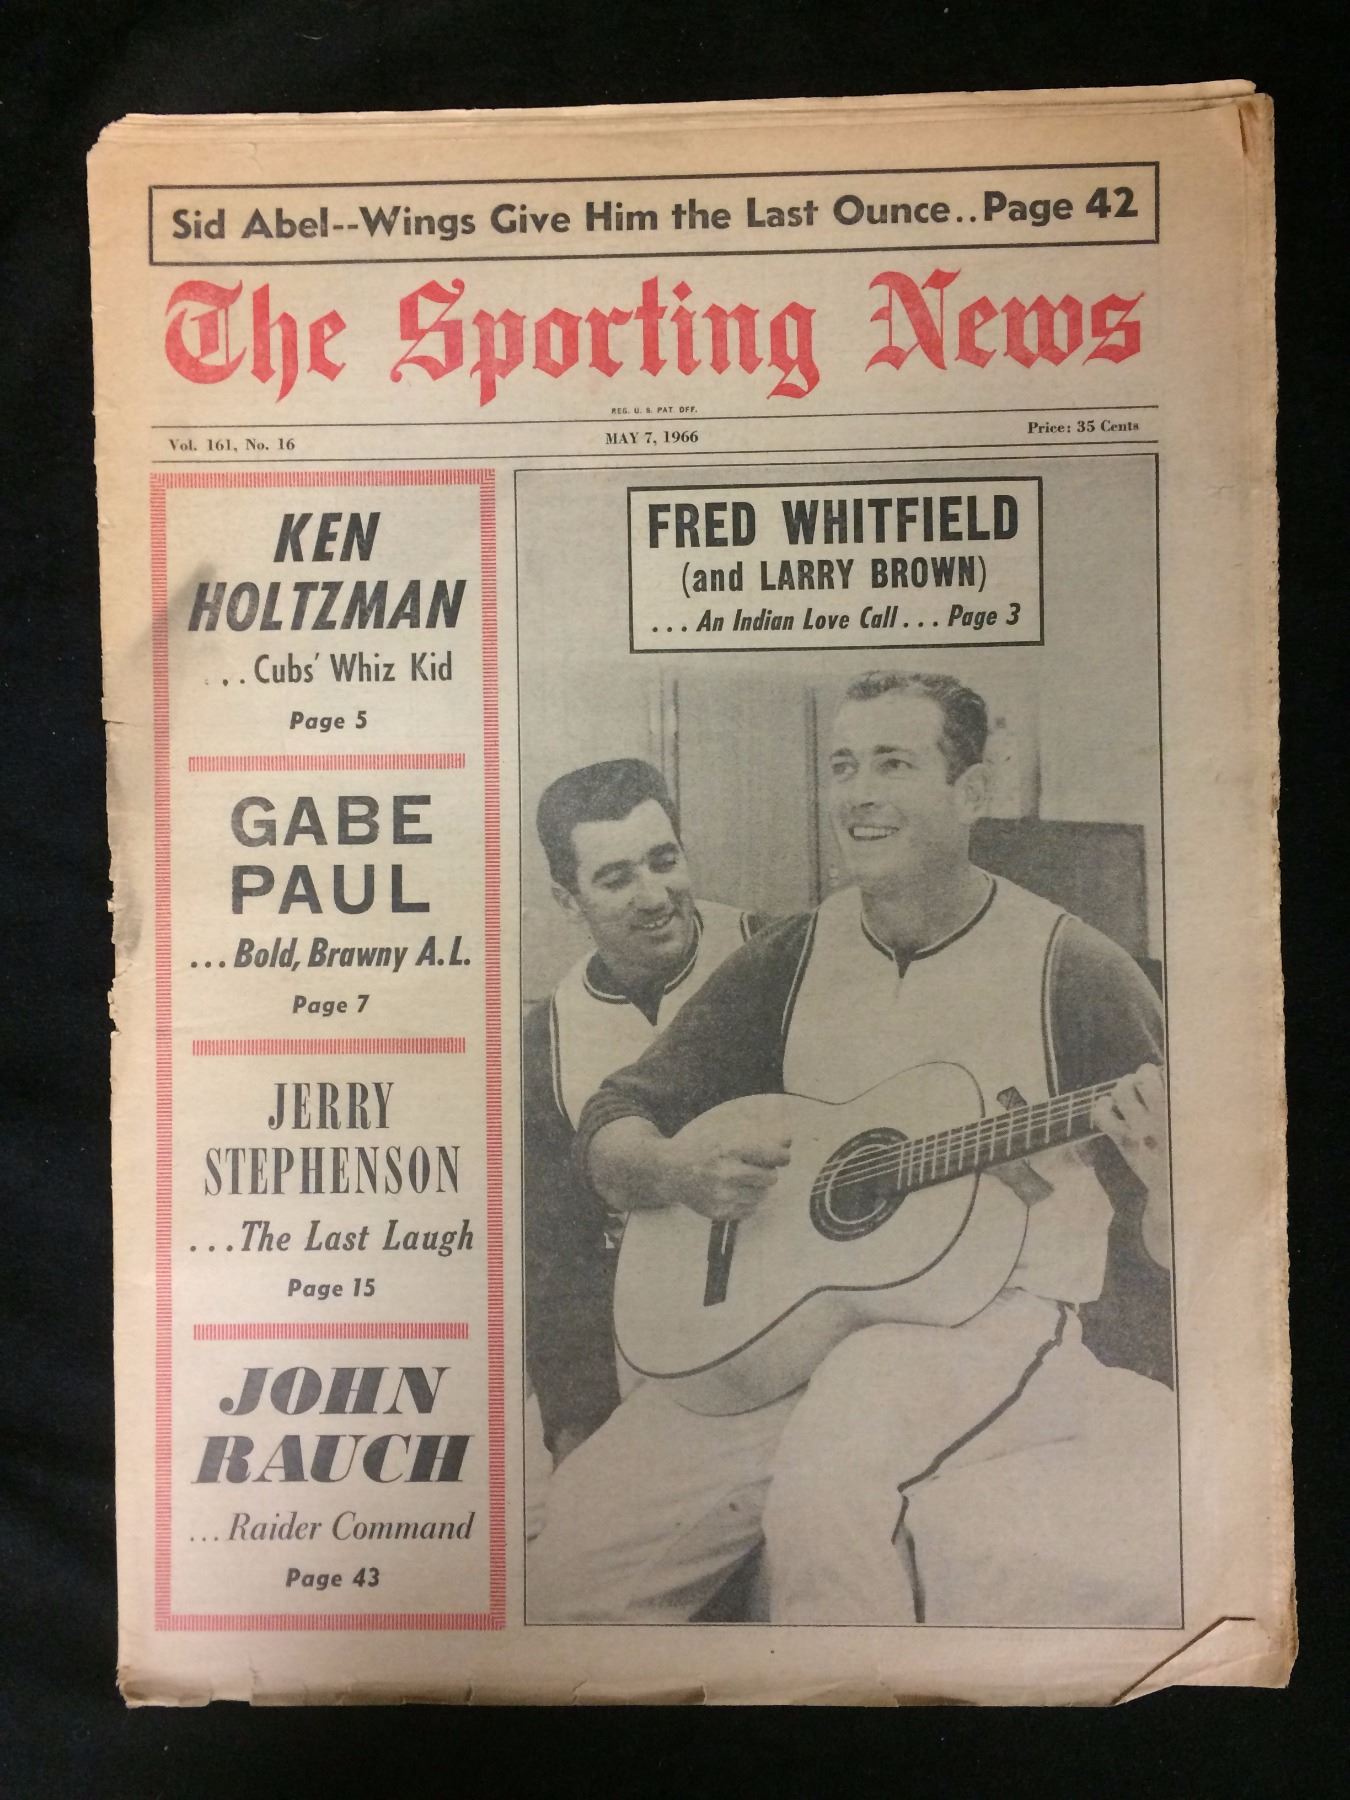 Sid Abel--Wings Give Him the Last Ounce..Page 42
The Sporting News
REG. U. S. PAT. OFF.
Vol. 161, No. 16 MAY 7, 1966 Price: 35 Cents
KEN
HOLTZMAN
...Cubs' Whiz Kid
Page 5
GABE
PAUL
...Bold, Brawny A.L.
Page 7
JERRY
STEPHENSON
...The Last Laugh
Page 15
JOHN
RAUCH
...Raider Command
Page 43
FRED WHITFIELD
(and LARRY BROWN)
...An Indian Love Call...Page 3